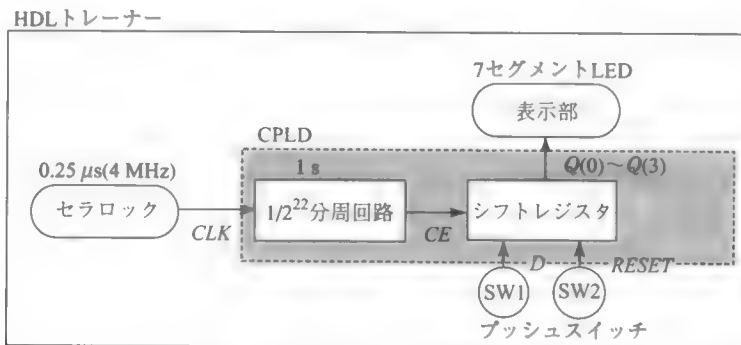 HDLトレーナー
7セグメントLED
表示部
CPLD
0.25 μs(4 MHz)
1 s
Q(0)～Q(3)
セラロック
1/2²²分周回路
シフトレジスタ
CLK
CE
D
RESET
SW1
SW2
プッシュスイッチ